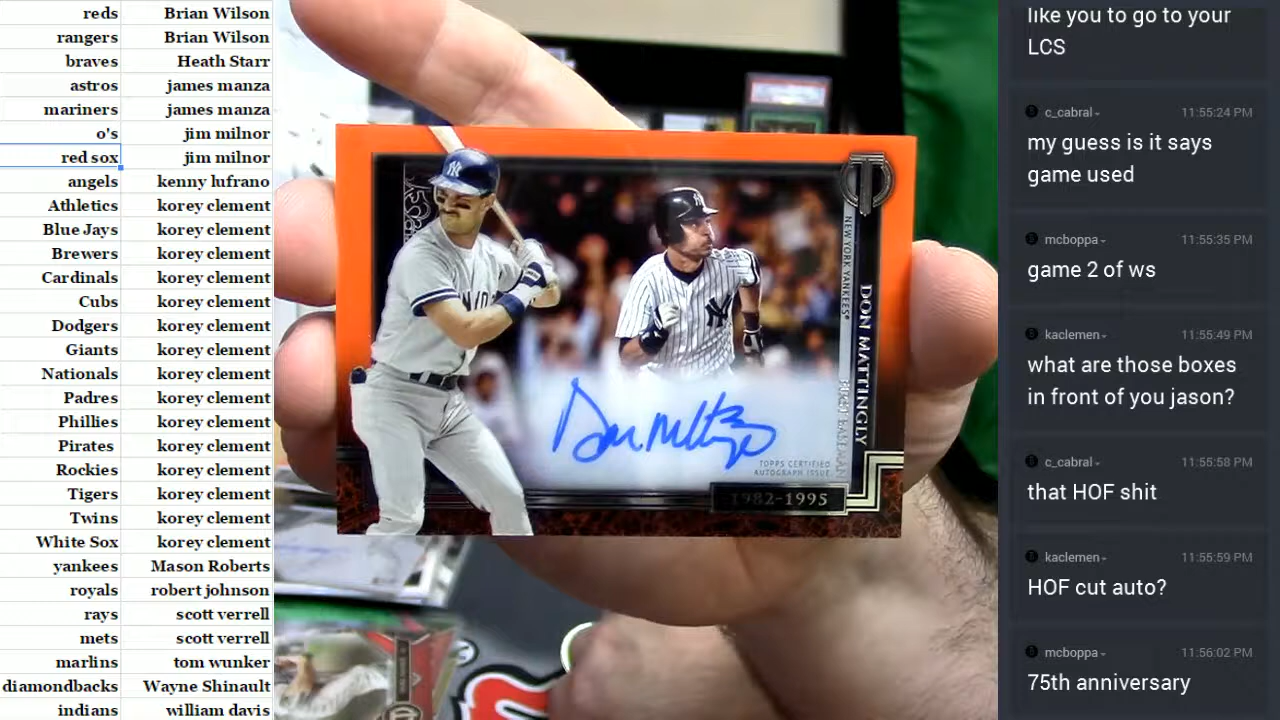 reds Brian Wilson
rangers Brian Wilson
braves Heath Starr
astros james manza
mariners james manza
o's jim milnor
red sox jim milnor
angels kenny lufrano
Athletics korey clement
Blue Jays korey clement
Brewers korey clement
Cardinals korey clement
Cubs korey clement
Dodgers korey clement
Giants korey clement
Nationals korey clement
Padres korey clement
Phillies korey clement
Pirates korey clement
Rockies korey clement
Tigers korey clement
Twins korey clement
White Sox korey clement
yankees Mason Roberts
royals robert johnson
rays scott verrell
mets scott verrell
marlins tom wunker
diamondbacks Wayne Shinault
indians william davis
NEW YORK YANKEES®
DON MATTINGLY
FIRST BASEMAN
Don Mattingly
TOPPS CERTIFIED
AUTOGRAPH ISSUE
1982-1995
like you to go to your
LCS
c_cabral 11:55:24 PM
my guess is it says
game used
mcboppa 11:55:35 PM
game 2 of ws
kaclemen 11:55:49 PM
what are those boxes
in front of you jason?
c_cabral 11:55:58 PM
that HOF shit
kaclemen 11:55:59 PM
HOF cut auto?
mcboppa 11:56:02 PM
75th anniversary